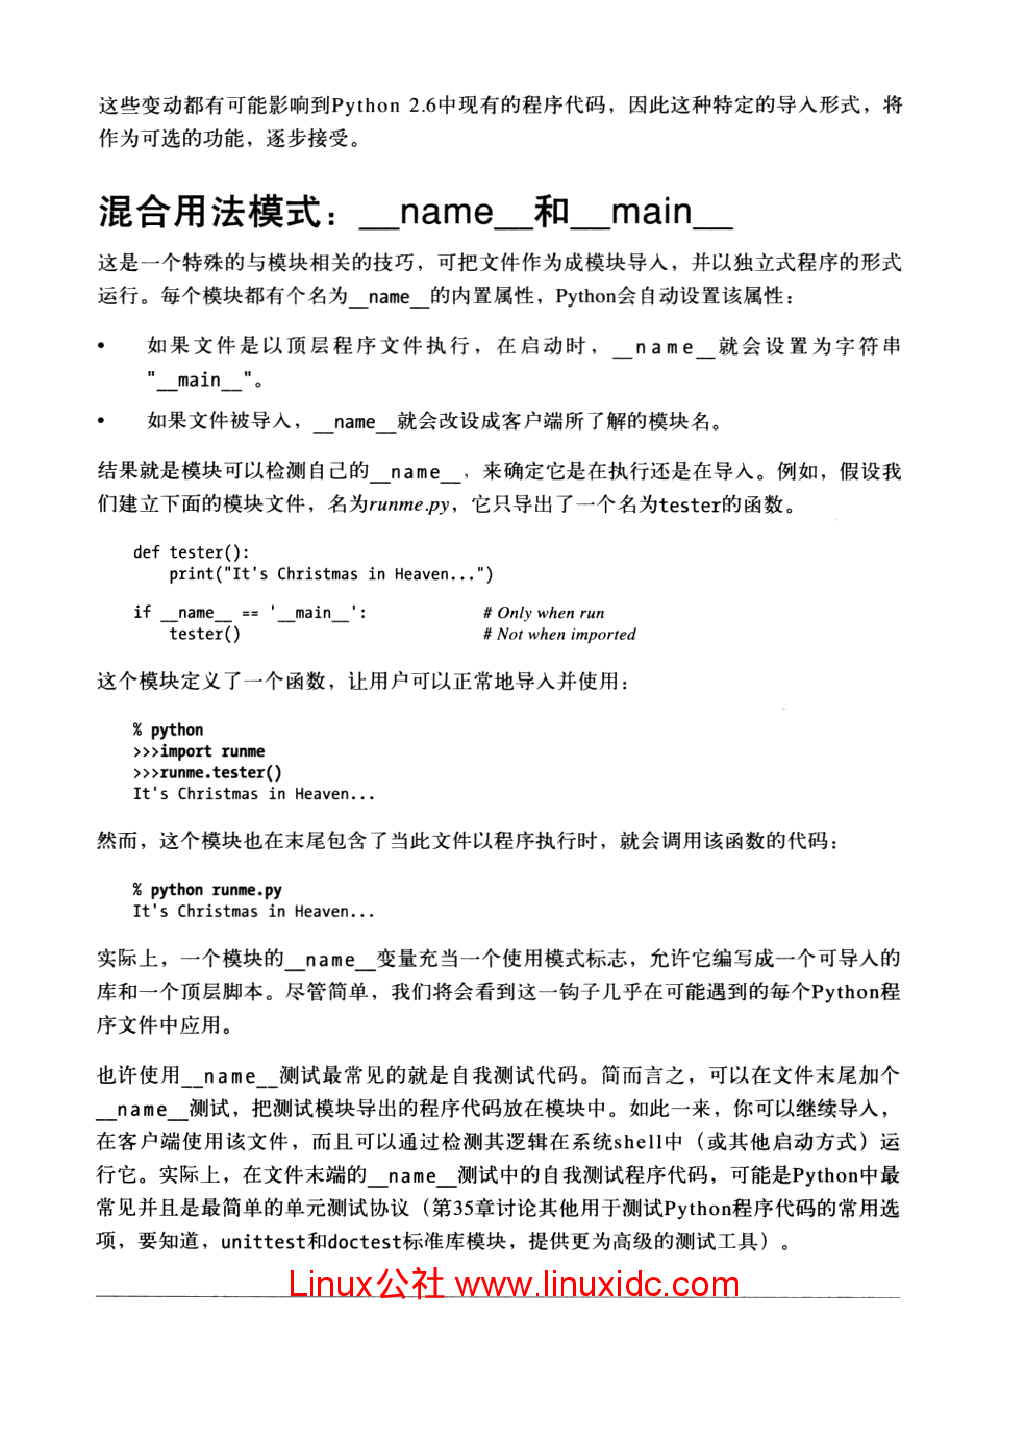 这些变动都有可能影响到Python 2.6中现有的程序代码，因此这种特定的导入形式，将
作为可选的功能，逐步接受。
混合用法模式：__name__和__main__
这是一个特殊的与模块相关的技巧，可把文件作为成模块导入，并以独立式程序的形式
运行。每个模块都有个名为__name__的内置属性，Python会自动设置该属性：
• 如果文件是以顶层程序文件执行，在启动时，__name__就会设置为字符串
"__main__"。
• 如果文件被导入，__name__就会改设成客户端所了解的模块名。
结果就是模块可以检测自己的__name__，来确定它是在执行还是在导入。例如，假设我
们建立下面的模块文件，名为runme.py，它只导出了一个名为tester的函数。
def tester():
    print("It's Christmas in Heaven...")
if __name__ == '__main__':    # Only when run
    tester()    # Not when imported
这个模块定义了一个函数，让用户可以正常地导入并使用：
% python
>>>import runme
>>>runme.tester()
It's Christmas in Heaven...
然而，这个模块也在末尾包含了当此文件以程序执行时，就会调用该函数的代码：
% python runme.py
It's Christmas in Heaven...
实际上，一个模块的__name__变量充当一个使用模式标志，允许它编写成一个可导入的
库和一个顶层脚本。尽管简单，我们将会看到这一钩子几乎在可能遇到的每个Python程
序文件中应用。
也许使用__name__测试最常见的就是自我测试代码。简而言之，可以在文件末尾加个
__name__测试，把测试模块导出的程序代码放在模块中。如此一来，你可以继续导入，
在客户端使用该文件，而且可以通过检测其逻辑在系统shell中（或其他启动方式）运
行它。实际上，在文件末端的__name__测试中的自我测试程序代码，可能是Python中最
常见并且是最简单的单元测试协议（第35章讨论其他用于测试Python程序代码的常用选
项，要知道，unittest和doctest标准库模块，提供更为高级的测试工具）。
Linux公社 www.linuxidc.com